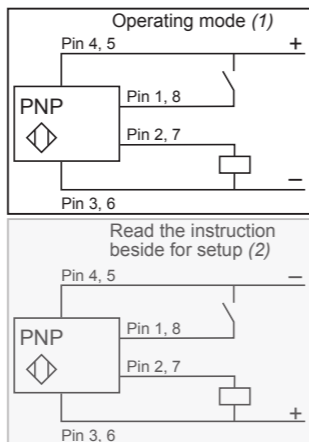 Operating mode (1)
Pin 4, 5
+
PNP
Pin 1, 8
Pin 2, 7
−
Pin 3, 6
Read the instruction
beside for setup (2)
Pin 4, 5
−
PNP
Pin 1, 8
Pin 2, 7
+
Pin 3, 6